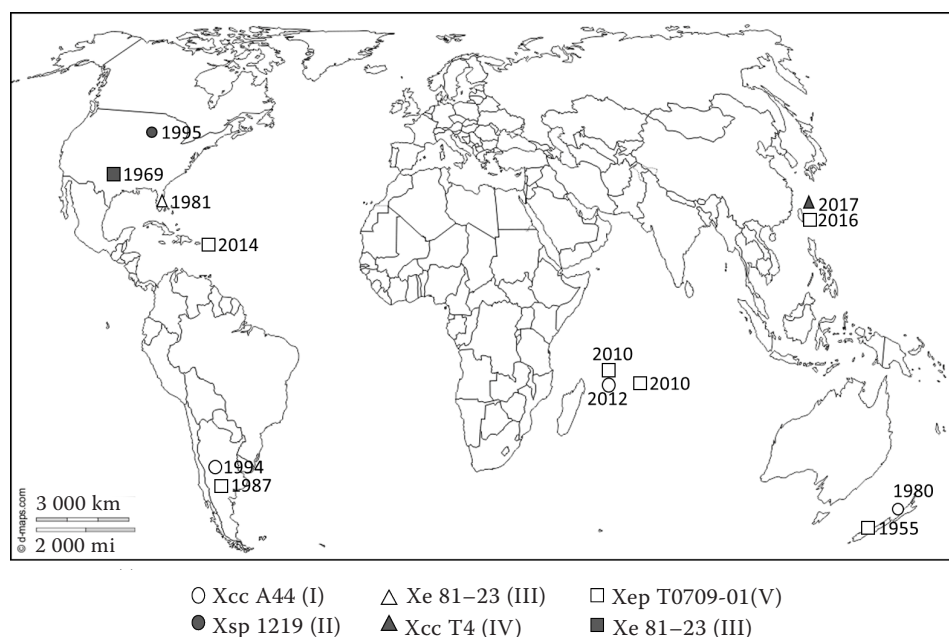 1995
1969
1981
2014
2017
2016
2010
2010
2012
1994
1987
1980
1955
3 000 km
2 000 mi
© d-maps.com
Xcc A44 (I) Xe 81–23 (III) Xep T0709-01(V)
Xsp 1219 (II) Xcc T4 (IV) Xe 81–23 (III)